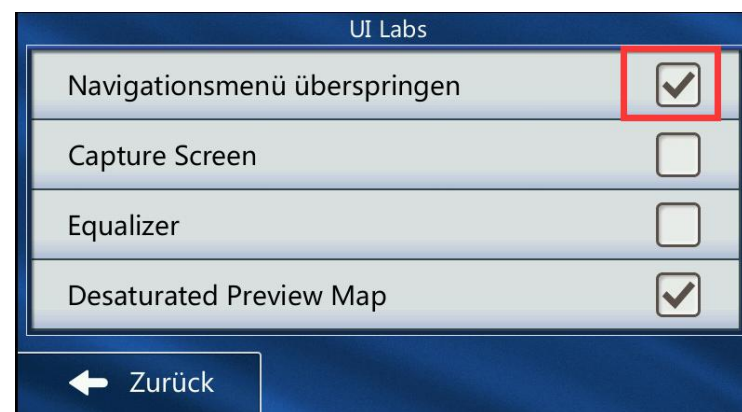 UI Labs
Navigationsmenü überspringen
Capture Screen
Equalizer
Desaturated Preview Map
Zurück